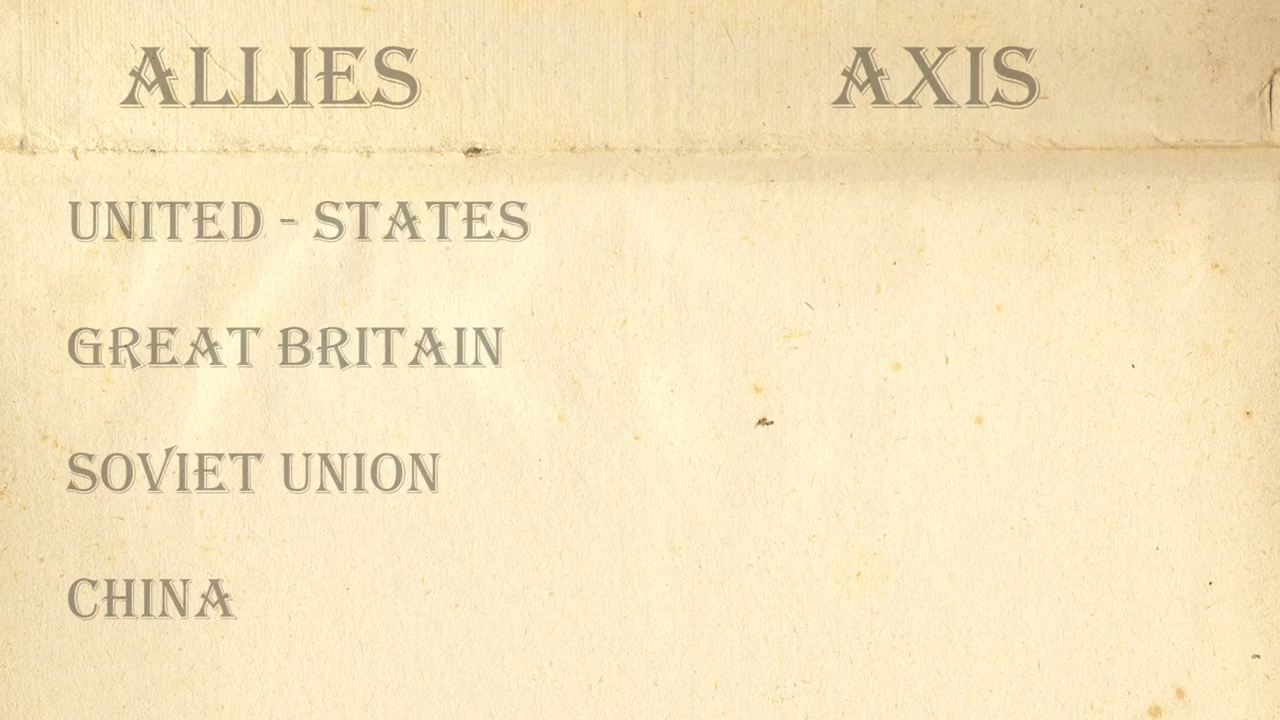 ALLIES AXIS
UNITED - STATES
GREAT BRITAIN
SOVIET UNION
CHINA